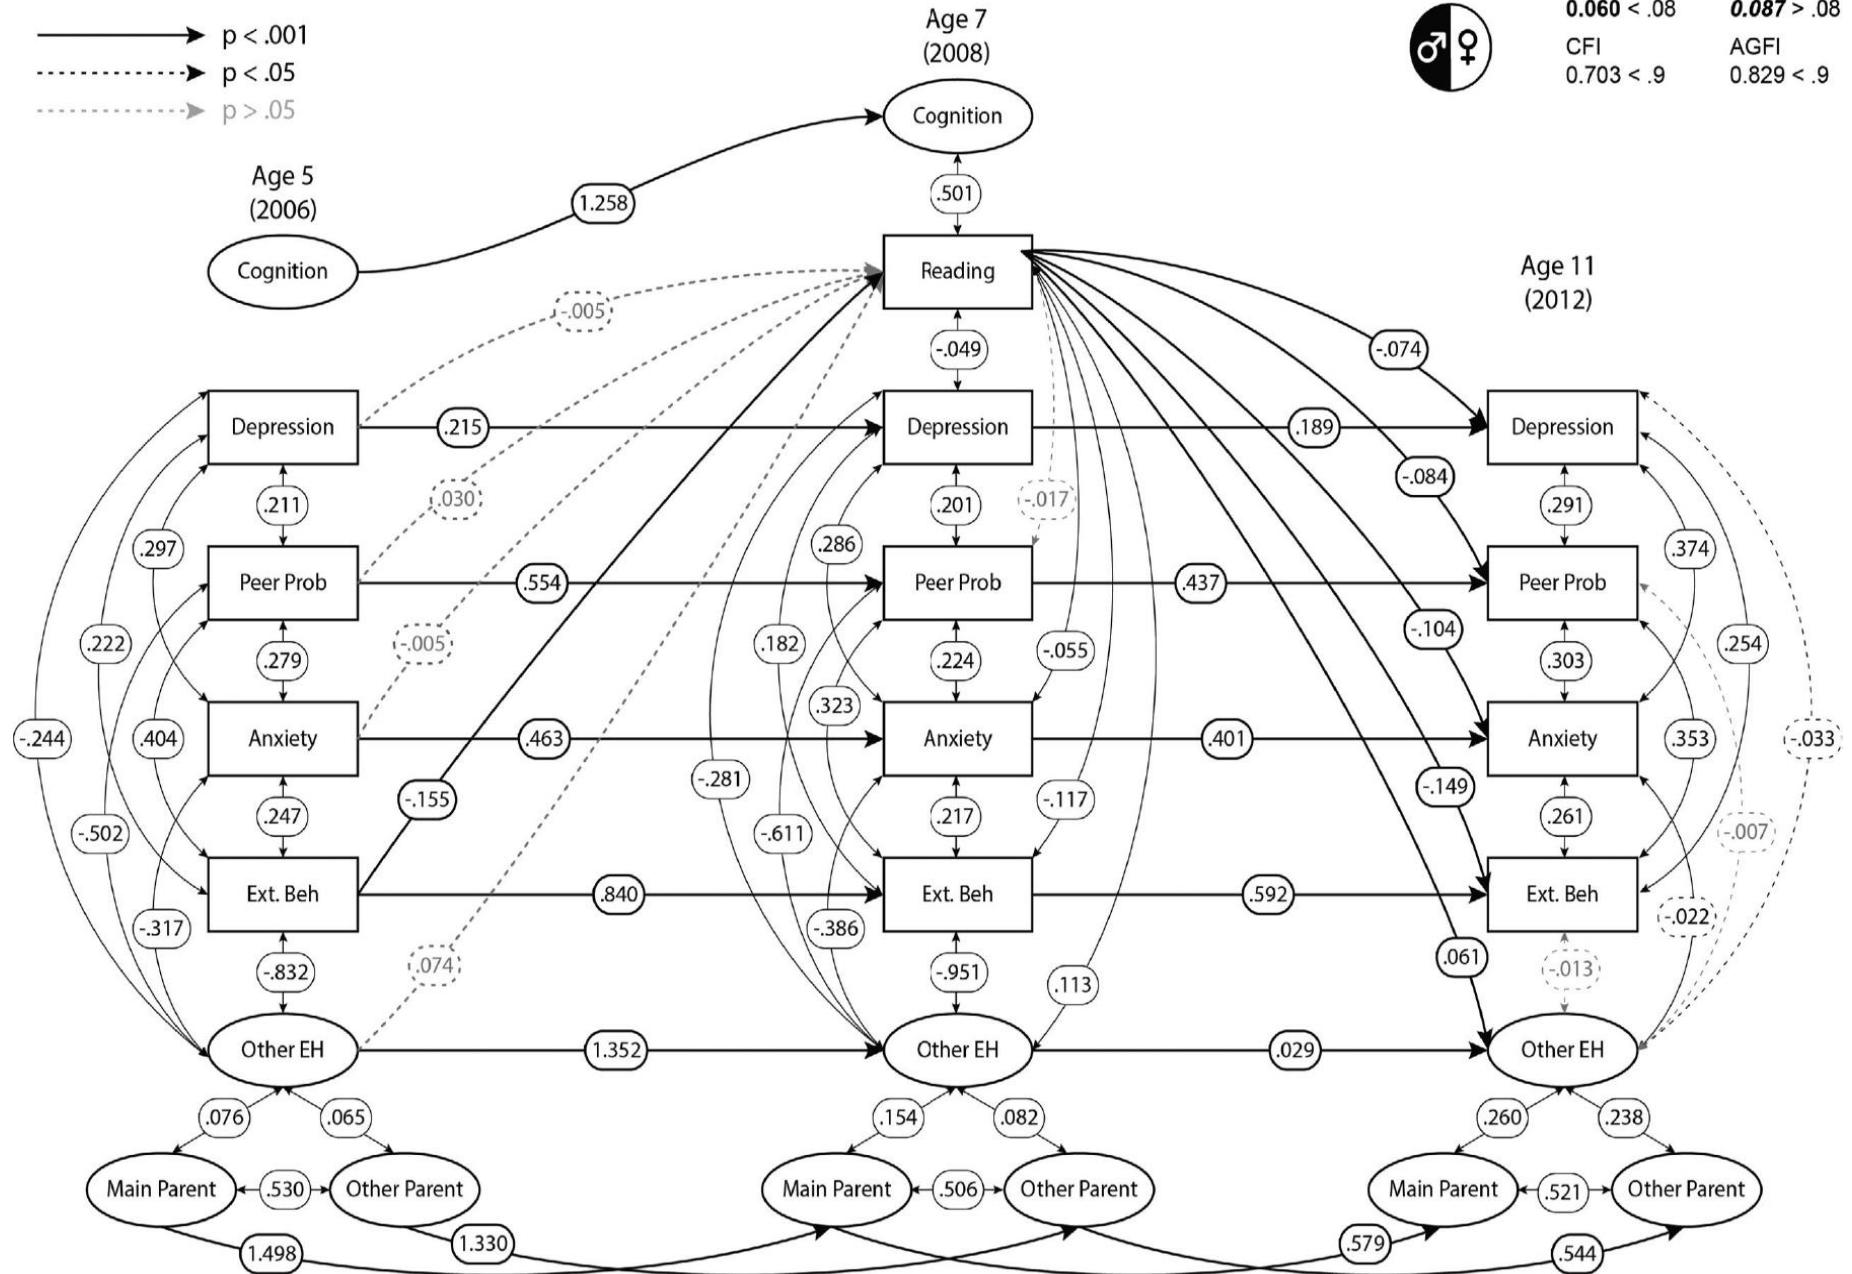 p < .001
p < .05
p > .05
Age 7
(2008)
0.060 < .08
0.087 > .08
CFI
AGFI
0.703 < .9
0.829 < .9
Cognition
Age 5
(2006)
1.258
.501
Cognition
Reading
Age 11
(2012)
-.005
-.049
-.074
Depression
.215
Depression
.189
Depression
-.084
.211
.030
.201
-.017
.291
.297
.286
.374
Peer Prob
.554
Peer Prob
.437
Peer Prob
-.104
.222
.279
-.005
.182
.224
-.055
.303
.254
.323
-.244
.404
Anxiety
.463
Anxiety
.401
Anxiety
.353
-.033
-.281
-.155
-.117
-.149
.247
.217
.261
-.502
-.611
-.007
Ext. Beh
.840
Ext. Beh
.592
Ext. Beh
-.317
-.386
-.022
-.832
.074
-.951
.113
.061
-.013
Other EH
1.352
Other EH
.029
Other EH
.076
.065
.154
.082
.260
.238
Main Parent
.530
Other Parent
Main Parent
.506
Other Parent
Main Parent
.521
Other Parent
1.498
1.330
.579
.544